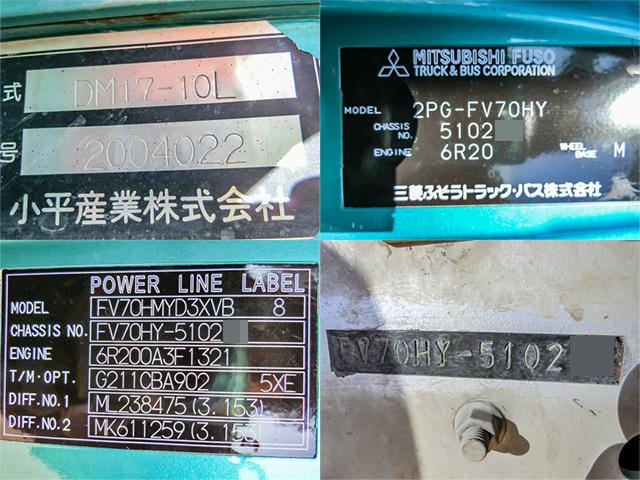 式 DM17-10L
号 2004022
小平産業株式会社
MITSUBISHI FUSO
TRUCK & BUS CORPORATION
MODEL 2PG-FV70HY
CHASSIS NO. 5102
ENGINE 6R20 WHEEL BASE M
三菱ふそうトラック・バス株式会社
POWER LINE LABEL
MODEL FV70HMYD3XVB 8
CHASSIS NO. FV70HY-5102
ENGINE 6R200A3F1321
T/M·OPT. G211CBA902 5XE
DIFF.NO.1 ML238475 (3.153)
DIFF.NO.2 MK611259 (3.153)
FV70HY-5102